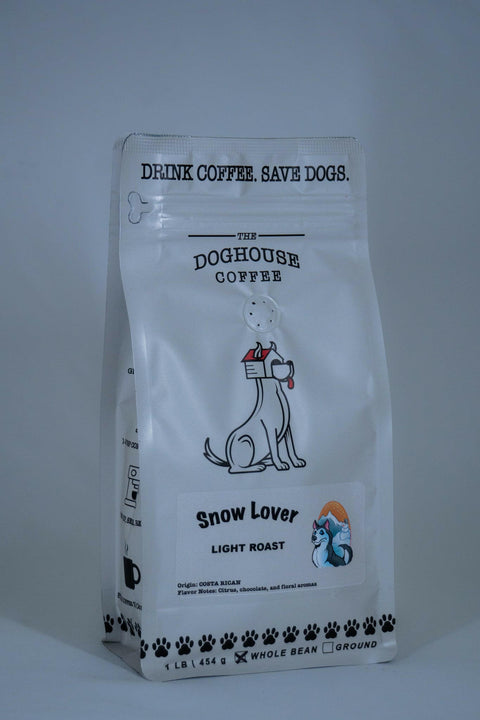 DRINK COFFEE. SAVE DOGS.
THE
DOGHOUSE
COFFEE
Snow Lover
LIGHT ROAST
Origin: COSTA RICAN
Flavor Notes: Citrus, chocolate, and floral aromas
1 LB | 454 g WHOLE BEAN GROUND